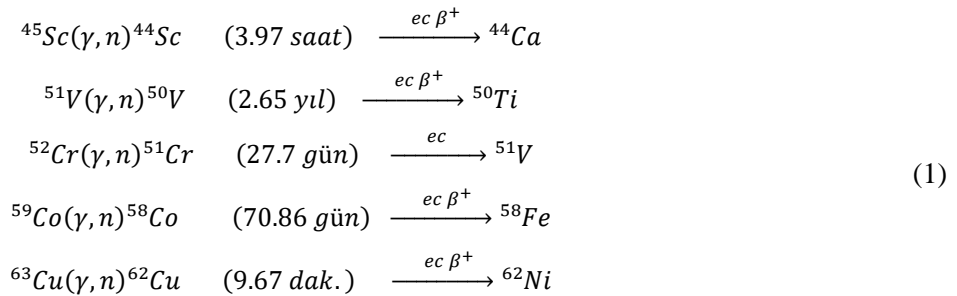 ⁴⁵Sc(γ, n)⁴⁴Sc (3.97 saat) ec β⁺ → ⁴⁴Ca
⁵¹V(γ, n)⁵⁰V (2.65 yıl) ec β⁺ → ⁵⁰Ti
⁵²Cr(γ, n)⁵¹Cr (27.7 gün) ec → ⁵¹V
(1)
⁵⁹Co(γ, n)⁵⁸Co (70.86 gün) ec β⁺ → ⁵⁸Fe
⁶³Cu(γ, n)⁶²Cu (9.67 dak.) ec β⁺ → ⁶²Ni